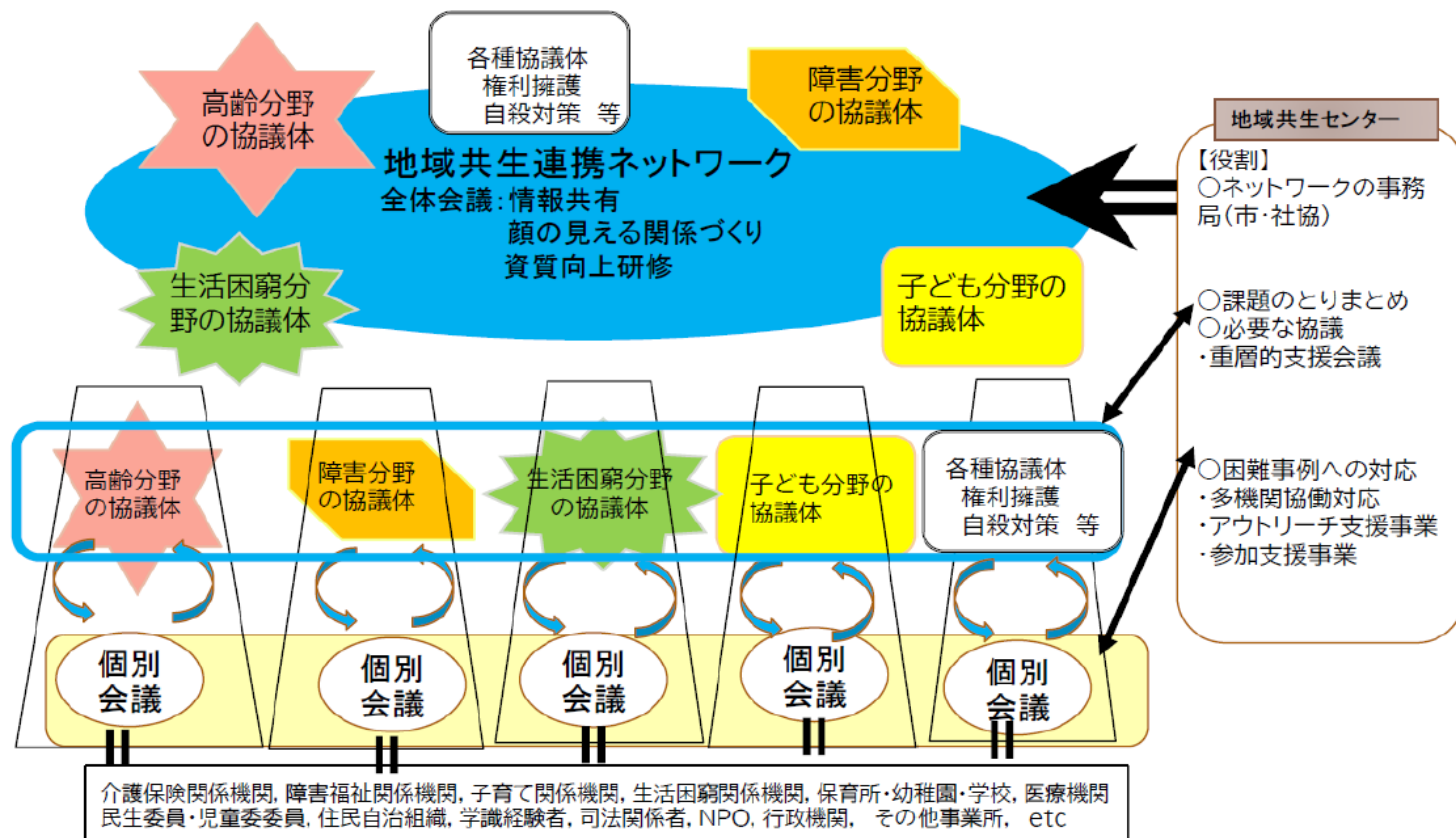 高齢分野
の協議体
各種協議体
権利擁護
自殺対策 等
障害分野
の協議体
地域共生連携ネットワーク
全体会議:情報共有
顔の見える関係づくり
資質向上研修
生活困窮分
野の協議体
子ども分野の
協議体
地域共生センター
【役割】
○ネットワークの事務
局(市・社協)
○課題のとりまとめ
○必要な協議
・重層的支援会議
○困難事例への対応
・多機関協働対応
・アウトリーチ支援事業
・参加支援事業
高齢分野
の協議体
障害分野
の協議体
生活困窮分野
の協議体
子ども分野の
協議体
各種協議体
権利擁護
自殺対策 等
個別
会議
個別
会議
個別
会議
個別
会議
個別
会議
介護保険関係機関, 障害福祉関係機関, 子育て関係機関, 生活困窮関係機関, 保育所・幼稚園・学校, 医療機関
民生委員・児童委委員, 住民自治組織, 学識経験者, 司法関係者, NPO, 行政機関, その他事業所, etc